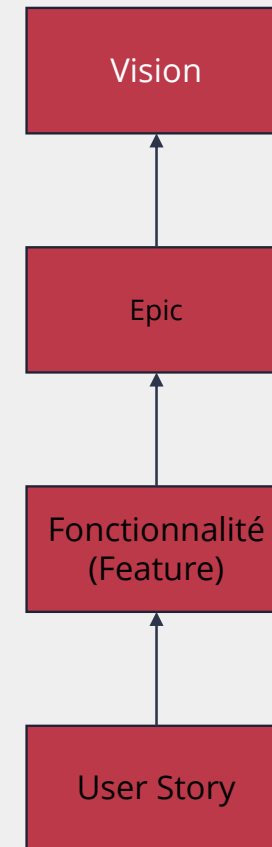 Vision
Epic
Fonctionnalité
(Feature)
User Story